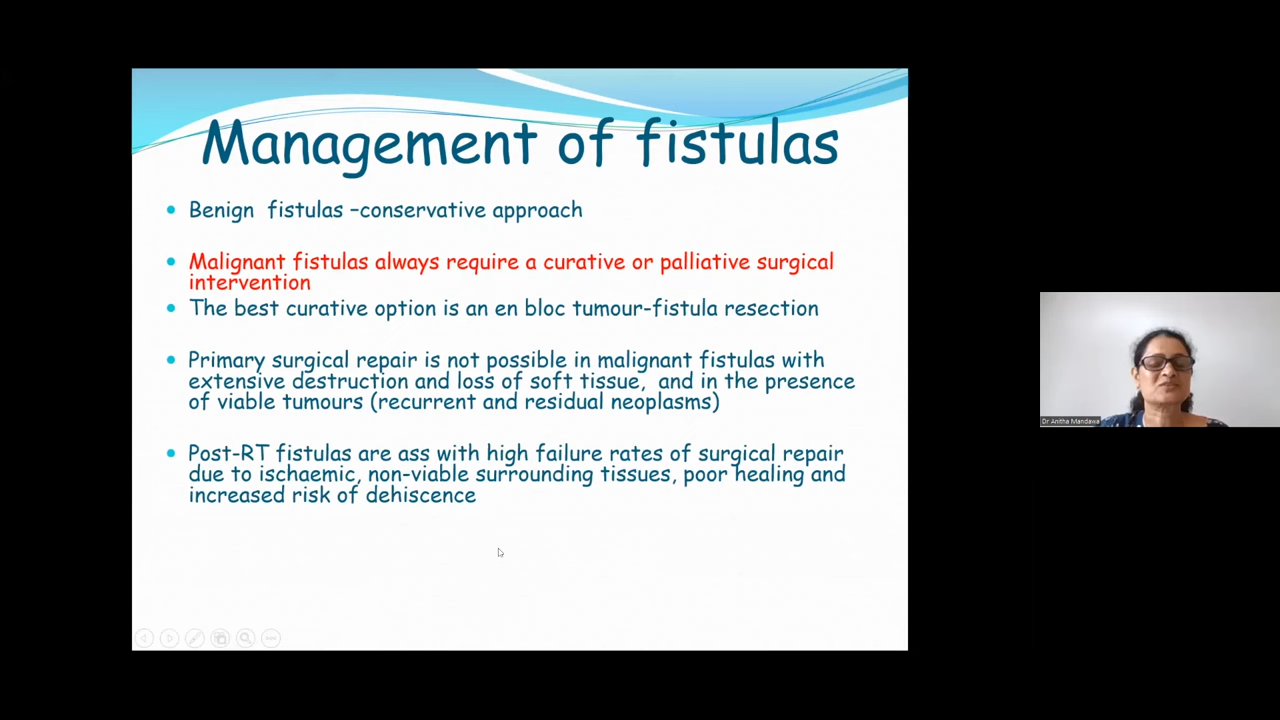 Management of fistulas
Benign  fistulas –conservative approach
Malignant fistulas always require a curative or palliative surgical
intervention
The best curative option is an en bloc tumour-fistula resection
Primary surgical repair is not possible in malignant fistulas with
extensive destruction and loss of soft tissue,  and in the presence
of viable tumours (recurrent and residual neoplasms)
Post-RT fistulas are ass with high failure rates of surgical repair
due to ischaemic, non-viable surrounding tissues, poor healing and
increased risk of dehiscence
Dr Anitha Mandawa